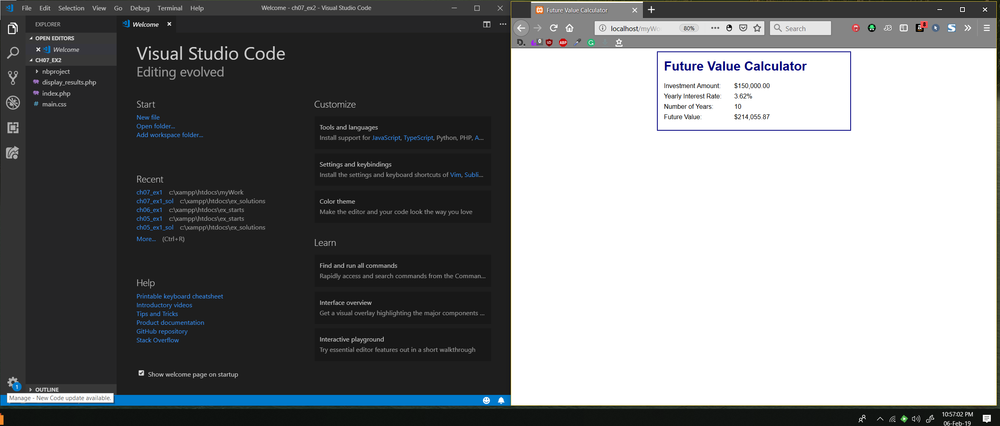 File Edit Selection View Go Debug Terminal Help
Welcome - ch07_ex2 - Visual Studio Code
EXPLORER
OPEN EDITORS
Welcome
CH07_EX2
nbproject
display_results.php
index.php
# main.css
OUTLINE
1
Manage - New Code update available.
Welcome
Visual Studio Code
Editing evolved
Start
New file
Open folder...
Add workspace folder...
Recent
ch07_ex1 c:\xampp\htdocs\myWork
ch07_ex1_sol c:\xampp\htdocs\ex_solutions
ch06_ex1 c:\xampp\htdocs\ex_starts
ch05_ex1 c:\xampp\htdocs\ex_starts
ch05_ex1_sol c:\xampp\htdocs\ex_solutions
More... (Ctrl+R)
Help
Printable keyboard cheatsheet
Introductory videos
Tips and Tricks
Product documentation
GitHub repository
Stack Overflow
Show welcome page on startup
Customize
Tools and languages
Install support for JavaScript, TypeScript, Python, PHP, A...
Settings and keybindings
Install the settings and keyboard shortcuts of Vim, Subli...
Color theme
Make the editor and your code look the way you love
Learn
Find and run all commands
Rapidly access and search commands from the Comman...
Interface overview
Get a visual overlay highlighting the major components ...
Interactive playground
Try essential editor features out in a short walkthrough
Future Value Calculator
localhost/myWo
80%
Search
JS
a
8
S
D.
0
ABP
G
Future Value Calculator
Investment Amount: $150,000.00
Yearly Interest Rate: 3.62%
Number of Years: 10
Future Value: $214,055.87
10:57:02 PM
06-Feb-19